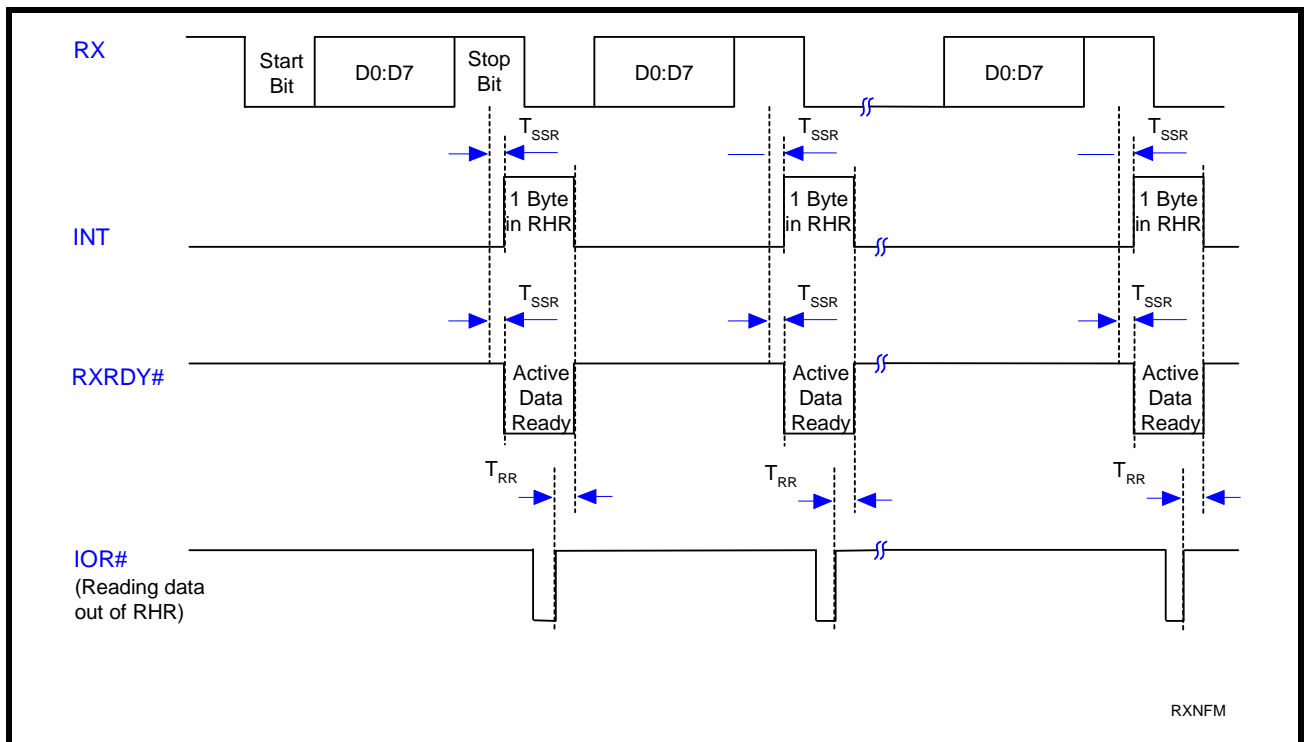 RX
Start
Bit
D0:D7
Stop
Bit
D0:D7
D0:D7
TSSR
TSSR
TSSR
1 Byte
in RHR
1 Byte
in RHR
1 Byte
in RHR
INT
TSSR
TSSR
TSSR
RXRDY#
Active
Data
Ready
Active
Data
Ready
Active
Data
Ready
TRR
TRR
TRR
IOR#
(Reading data
out of RHR)
RXNFM